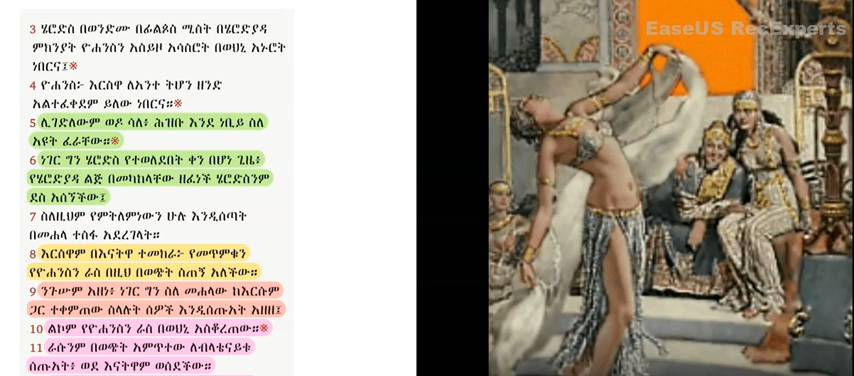 3 ሄሮድስ በወንድሙ በፊልጶስ ሚስት በሄሮድያዳ
ምክንያት ዮሐንስን አስይዞ አሳስሮት በወህኒ አኑሮት
ነበርና፤※
4 ዮሐንስ፦ እርስዋ ለአንተ ትሆን ዘንድ
አልተፈቀደም ይለው ነበርና።※
5 ሊገድለውም ወዶ ሳለ፥ ሕዝቡ እንደ ነቢይ ስለ
አዩት ፈራቸው።※
6 ነገር ግን ሄሮድስ የተወለደበት ቀን በሆነ ጊዜ፥
የሄሮድያዳ ልጅ በመካከላቸው ዘፈነች ሄሮድስንም
ደስ አሰኘችው፤
7 ስለዚህም የምትለምነውን ሁሉ እንዲሰጣት
በመሐላ ተስፋ አደረገላት።
8 እርስዋም በእናትዋ ተመክራ፦ የመጥምቁን
የዮሐንስን ራስ በዚህ በወጭት ስጠኝ አለችው።
9 ንጉሡም አዘነ፥ ነገር ግን ስለ መሐላው ከእርሱም
ጋር ተቀምጠው ስላሉት ሰዎች እንዲሰጡአት አዘዘ፤
10 ልኮም የዮሐንስን ራስ በወህኒ አስቆረጠው።※
11 ራሱንም በወጭት አምጥተው ለብላቴናይቱ
ሰጡአት፥ ወደ እናትዋም ወሰደችው።
EaseUS RecExperts